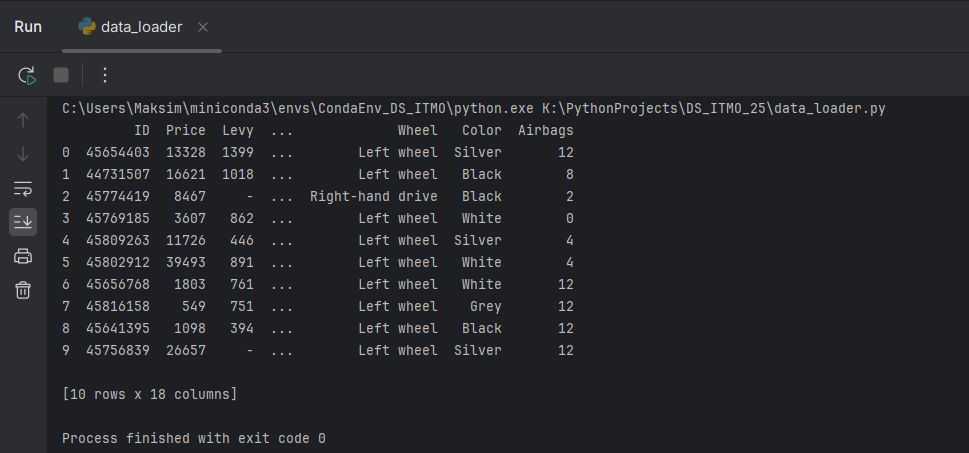 Run data_loader
C:\Users\Maksim\miniconda3\envs\CondaEnv_DS_ITMO\python.exe K:\PythonProjects\DS_ITMO_25\data_loader.py
         ID  Price  Levy  ...             Wheel   Color  Airbags
0  45654403  13328  1399  ...        Left wheel  Silver       12
1  44731507  16621  1018  ...        Left wheel   Black        8
2  45774419   8467     -  ...  Right-hand drive   Black        2
3  45769185   3607   862  ...        Left wheel   White        0
4  45809263  11726   446  ...        Left wheel  Silver        4
5  45802912  39493   891  ...        Left wheel   White        4
6  45656768   1803   761  ...        Left wheel   White       12
7  45816158    549   751  ...        Left wheel    Grey       12
8  45641395   1098   394  ...        Left wheel   Black       12
9  45756839  26657     -  ...        Left wheel  Silver       12
[10 rows x 18 columns]
Process finished with exit code 0